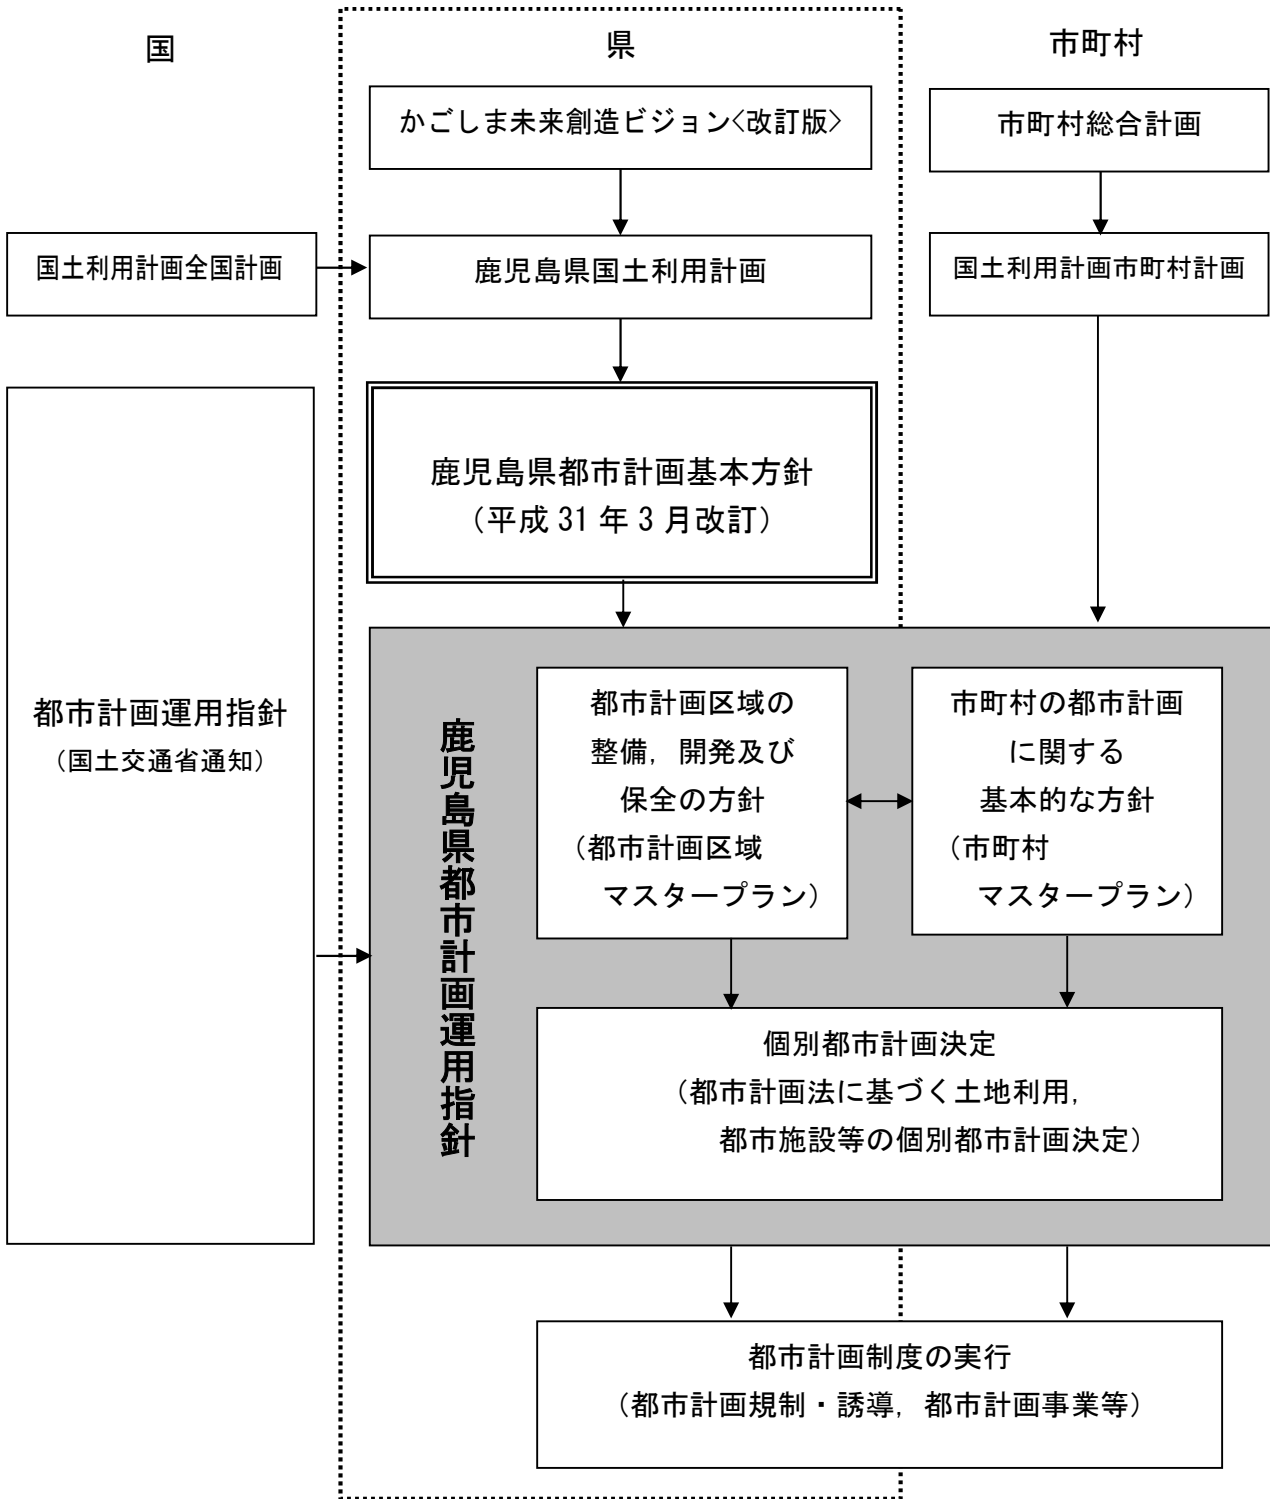 国
県
市町村
かごしま未来創造ビジョン<改訂版>
市町村総合計画
国土利用計画全国計画
鹿児島県国土利用計画
国土利用計画市町村計画
鹿児島県都市計画基本方針
（平成 31 年 3 月改訂）
都市計画運用指針
（国土交通省通知）
鹿児島県都市計画運用指針
都市計画区域の
整備，開発及び
保全の方針
（都市計画区域
マスタープラン）
市町村の都市計画
に関する
基本的な方針
（市町村
マスタープラン）
個別都市計画決定
（都市計画法に基づく土地利用，
都市施設等の個別都市計画決定）
都市計画制度の実行
（都市計画規制・誘導，都市計画事業等）